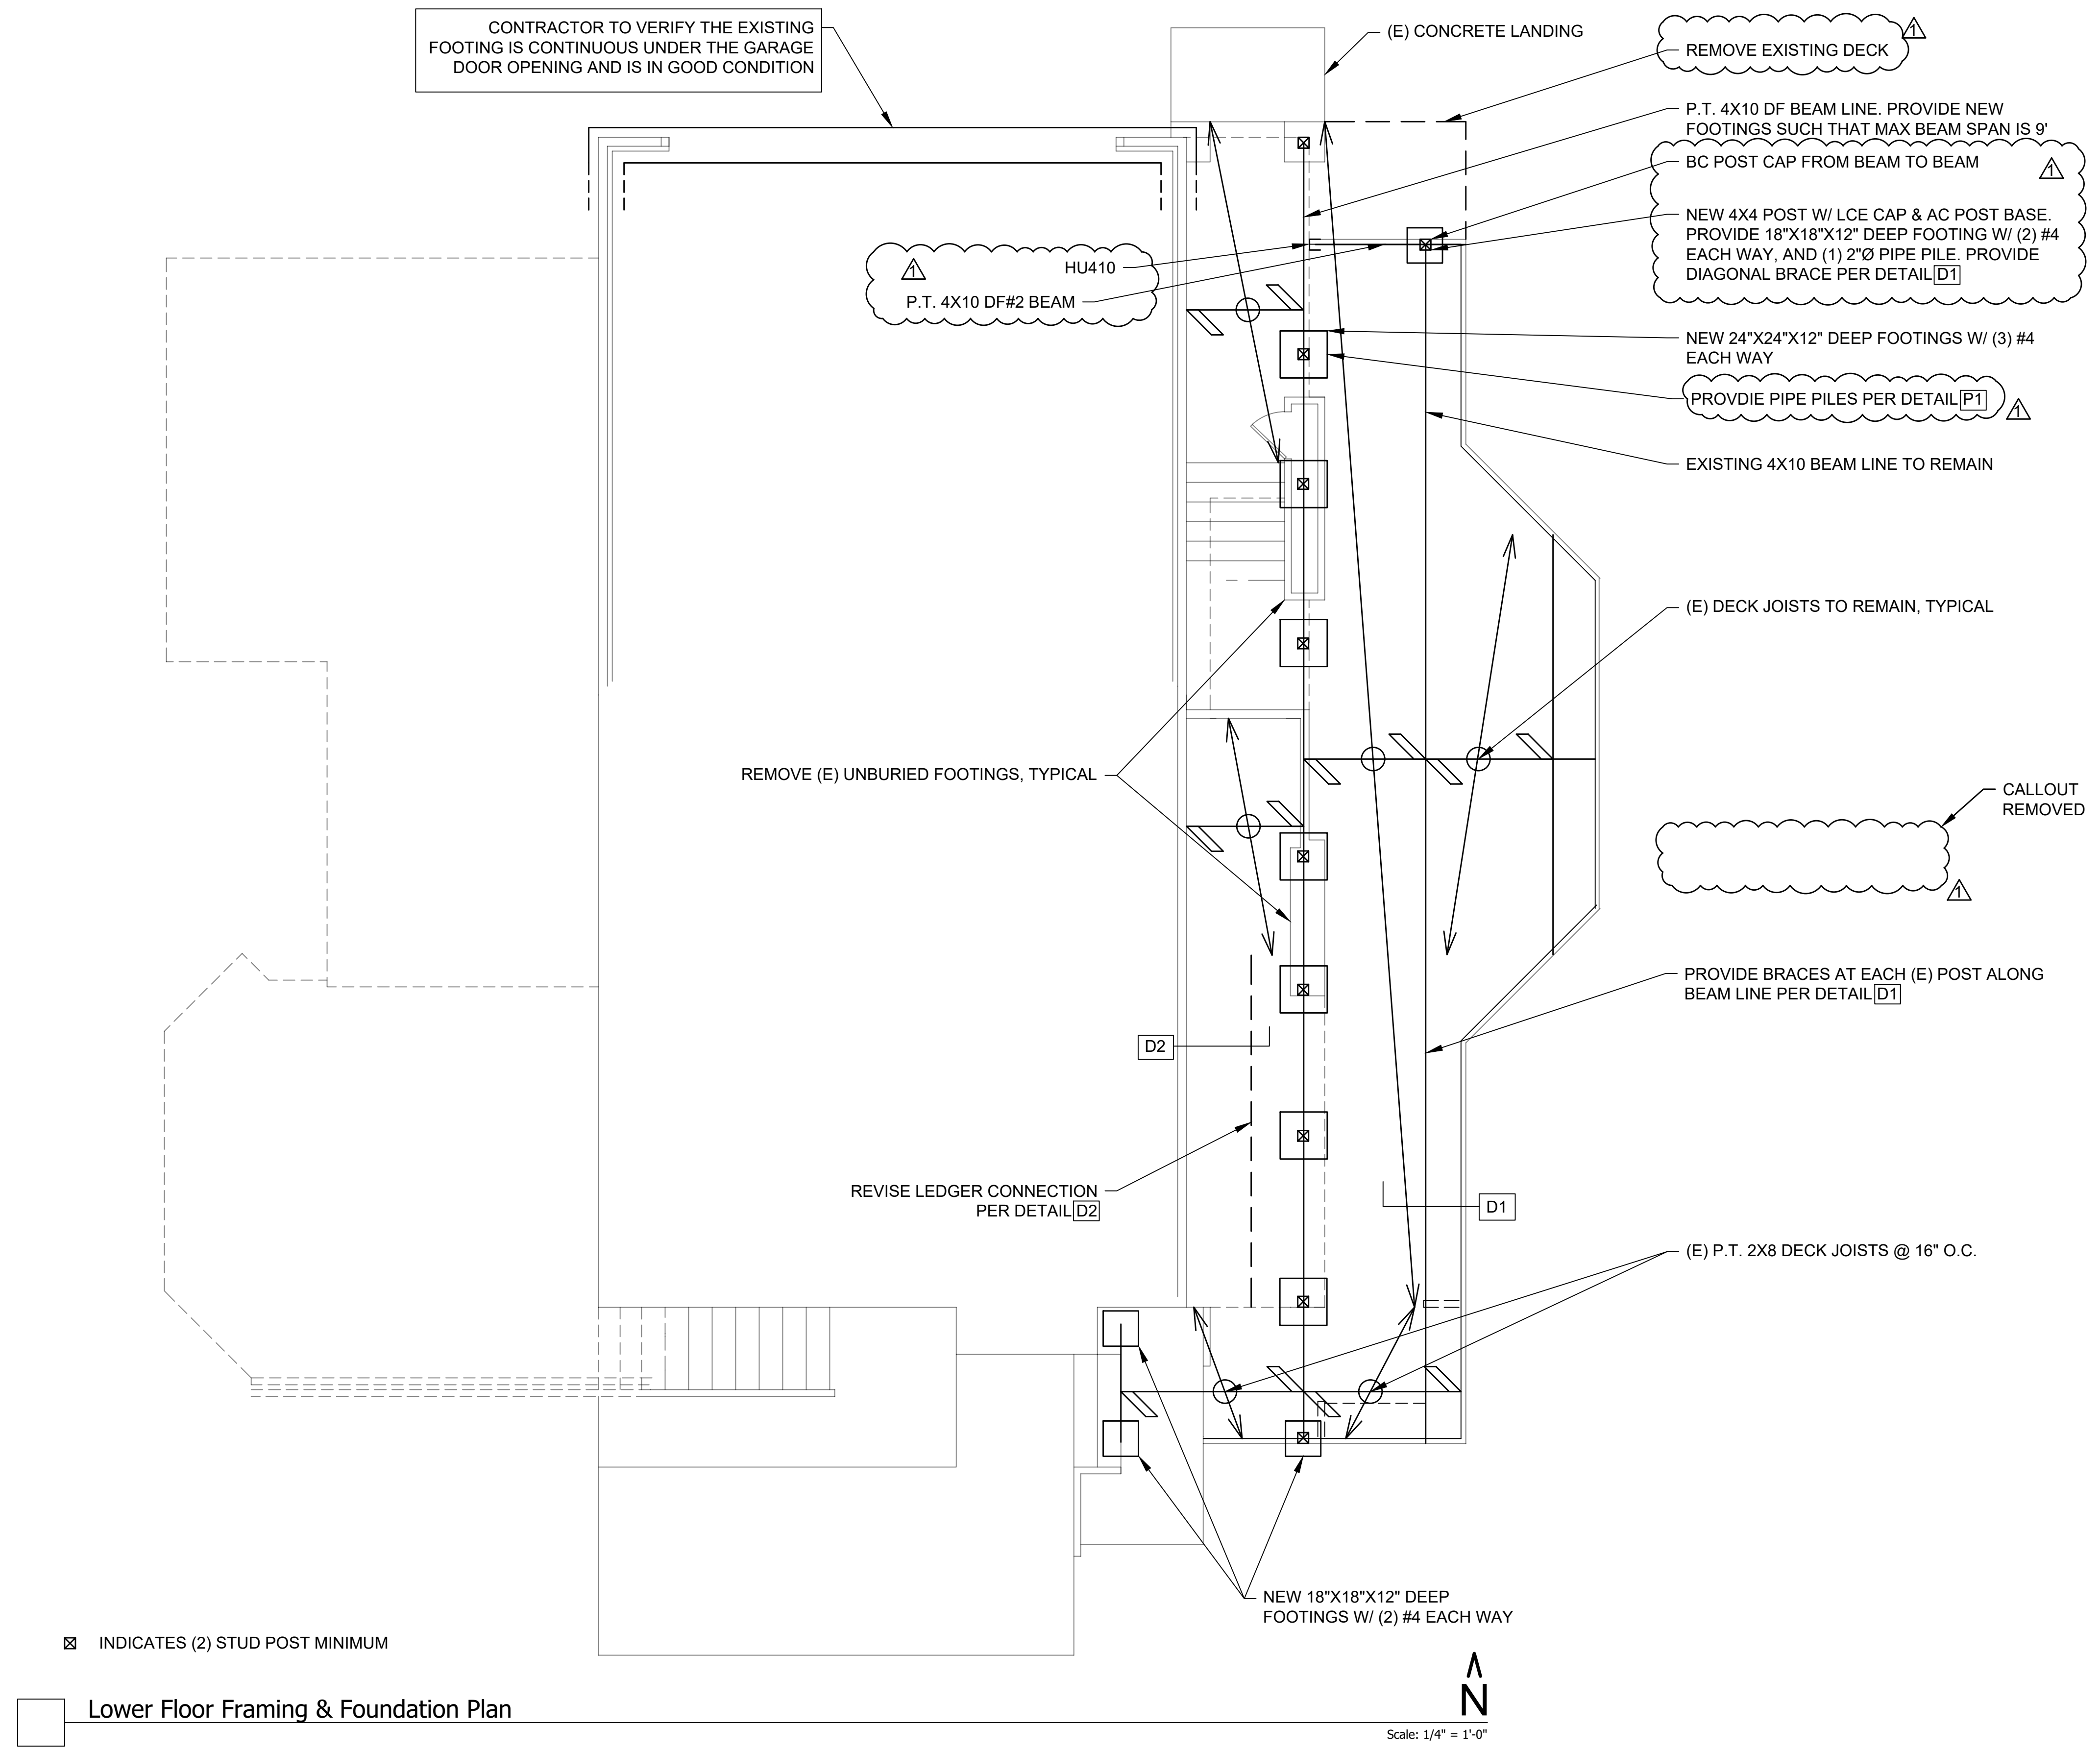 CONTRACTOR TO VERIFY THE EXISTING
FOOTING IS CONTINUOUS UNDER THE GARAGE
DOOR OPENING AND IS IN GOOD CONDITION
(E) CONCRETE LANDING
REMOVE EXISTING DECK
1
P.T. 4X10 DF BEAM LINE. PROVIDE NEW
FOOTINGS SUCH THAT MAX BEAM SPAN IS 9'
BC POST CAP FROM BEAM TO BEAM
1
NEW 4X4 POST W/ LCE CAP & AC POST BASE.
PROVIDE 18"X18"X12" DEEP FOOTING W/ (2) #4
EACH WAY, AND (1) 2"Ø PIPE PILE. PROVIDE
DIAGONAL BRACE PER DETAIL D1
1
HU410
P.T. 4X10 DF#2 BEAM
NEW 24"X24"X12" DEEP FOOTINGS W/ (3) #4
EACH WAY
PROVDIE PIPE PILES PER DETAIL P1
1
EXISTING 4X10 BEAM LINE TO REMAIN
(E) DECK JOISTS TO REMAIN, TYPICAL
REMOVE (E) UNBURIED FOOTINGS, TYPICAL
CALLOUT
REMOVED
1
PROVIDE BRACES AT EACH (E) POST ALONG
BEAM LINE PER DETAIL D1
D2
REVISE LEDGER CONNECTION
PER DETAIL D2
D1
(E) P.T. 2X8 DECK JOISTS @ 16" O.C.
NEW 18"X18"X12" DEEP
FOOTINGS W/ (2) #4 EACH WAY
INDICATES (2) STUD POST MINIMUM
N
Lower Floor Framing & Foundation Plan
Scale: 1/4" = 1'-0"